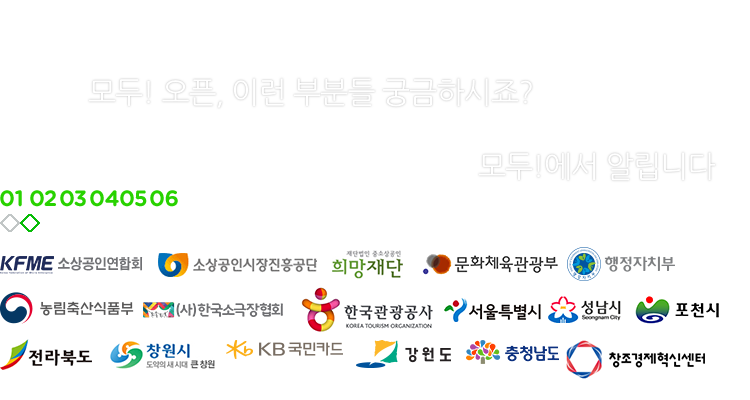 모두! 오픈, 이런 부분들 궁금하시죠?
모두!에서 알립니다
01 02 03 04 05 06
KFME 소상공인연합회 소상공인시장진흥공단 재단법인 중소상공인 희망재단 문화체육관광부 행정자치부
농림축산식품부 (사)한국소극장협회 한국관광공사 KOREA TOURISM ORGANIZATION 서울특별시 성남시 Seongnam City 포천시
전라북도 창원시 도약의 새 시대 큰 창원 KB 국민카드 강원도 충청남도 창조경제혁신센터